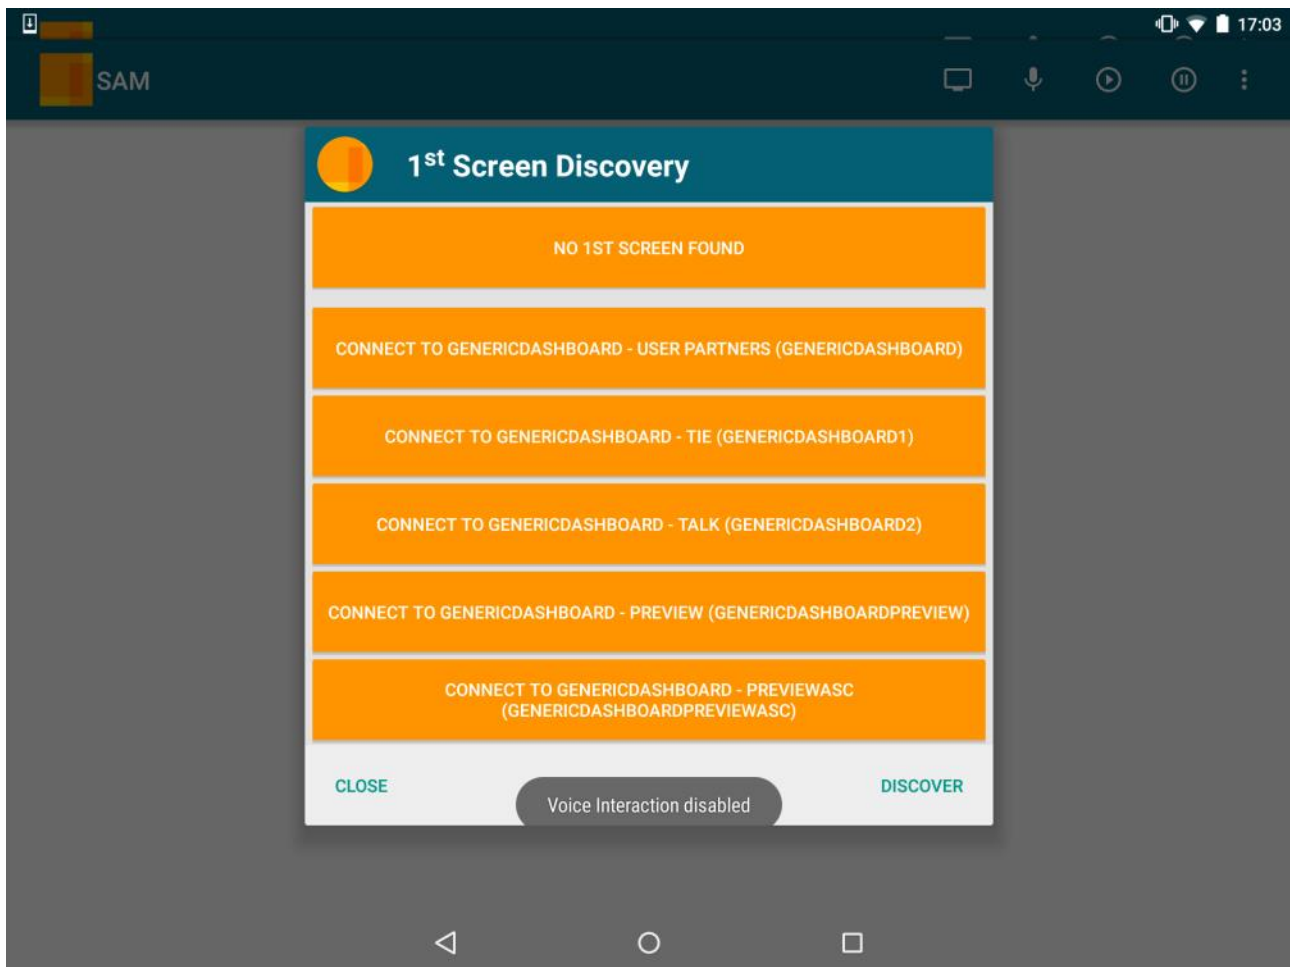 17:03
SAM
1st Screen Discovery
NO 1ST SCREEN FOUND
CONNECT TO GENERICDASHBOARD - USER PARTNERS (GENERICDASHBOARD)
CONNECT TO GENERICDASHBOARD - TIE (GENERICDASHBOARD1)
CONNECT TO GENERICDASHBOARD - TALK (GENERICDASHBOARD2)
CONNECT TO GENERICDASHBOARD - PREVIEW (GENERICDASHBOARDPREVIEW)
CONNECT TO GENERICDASHBOARD - PREVIEWASC
(GENERICDASHBOARDPREVIEWASC)
CLOSE
DISCOVER
Voice Interaction disabled